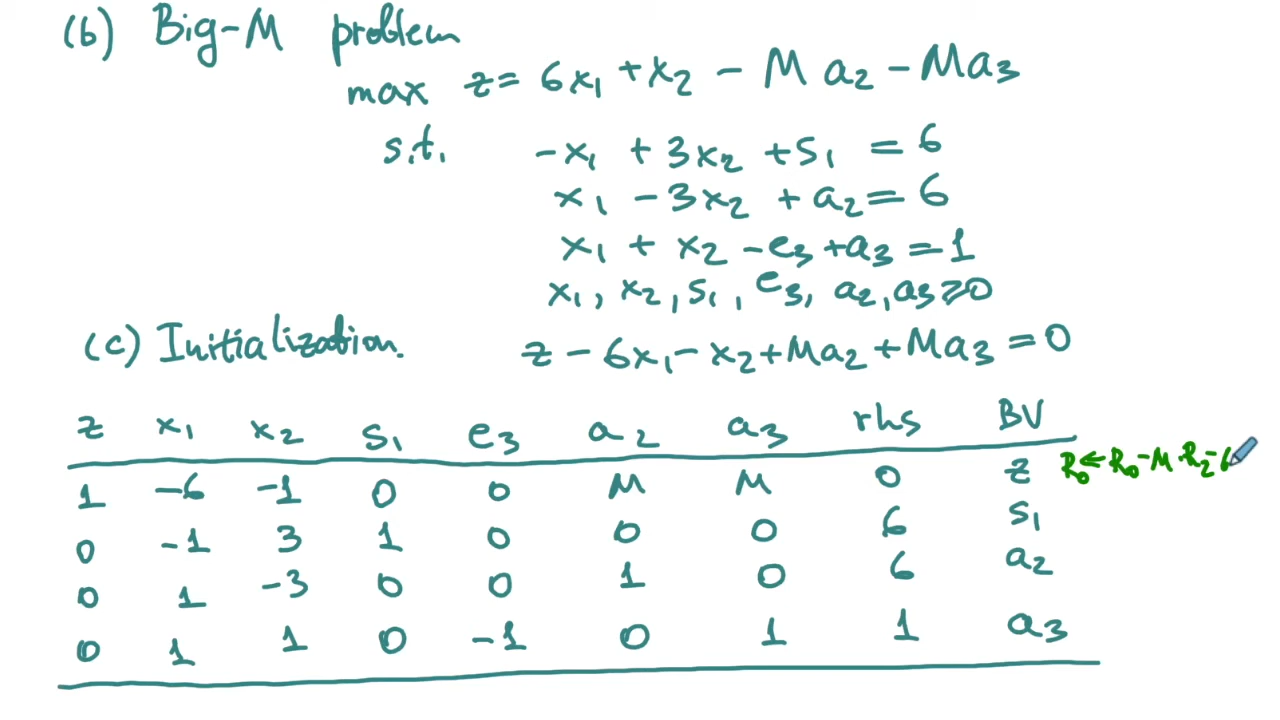 (b) Big-M problem
max z = 6x₁ + x₂ - M a₂ - Ma₃
s.t. -x₁ + 3x₂ + s₁ = 6
x₁ - 3x₂ + a₂ = 6
x₁ + x₂ - e₃ + a₃ = 1
x₁, x₂, s₁, e₃, a₂, a₃ ≥ 0
(c) Initialization. z - 6x₁ - x₂ + Ma₂ + Ma₃ = 0
z x₁ x₂ s₁ e₃ a₂ a₃ rhs BV
1 -6 -1 0 0 M M 0 z R₀ ← R₀ - M·R₂ -
0 -1 3 1 0 0 0 6 s₁
0 1 -3 0 0 1 0 6 a₂
0 1 1 0 -1 0 1 1 a₃